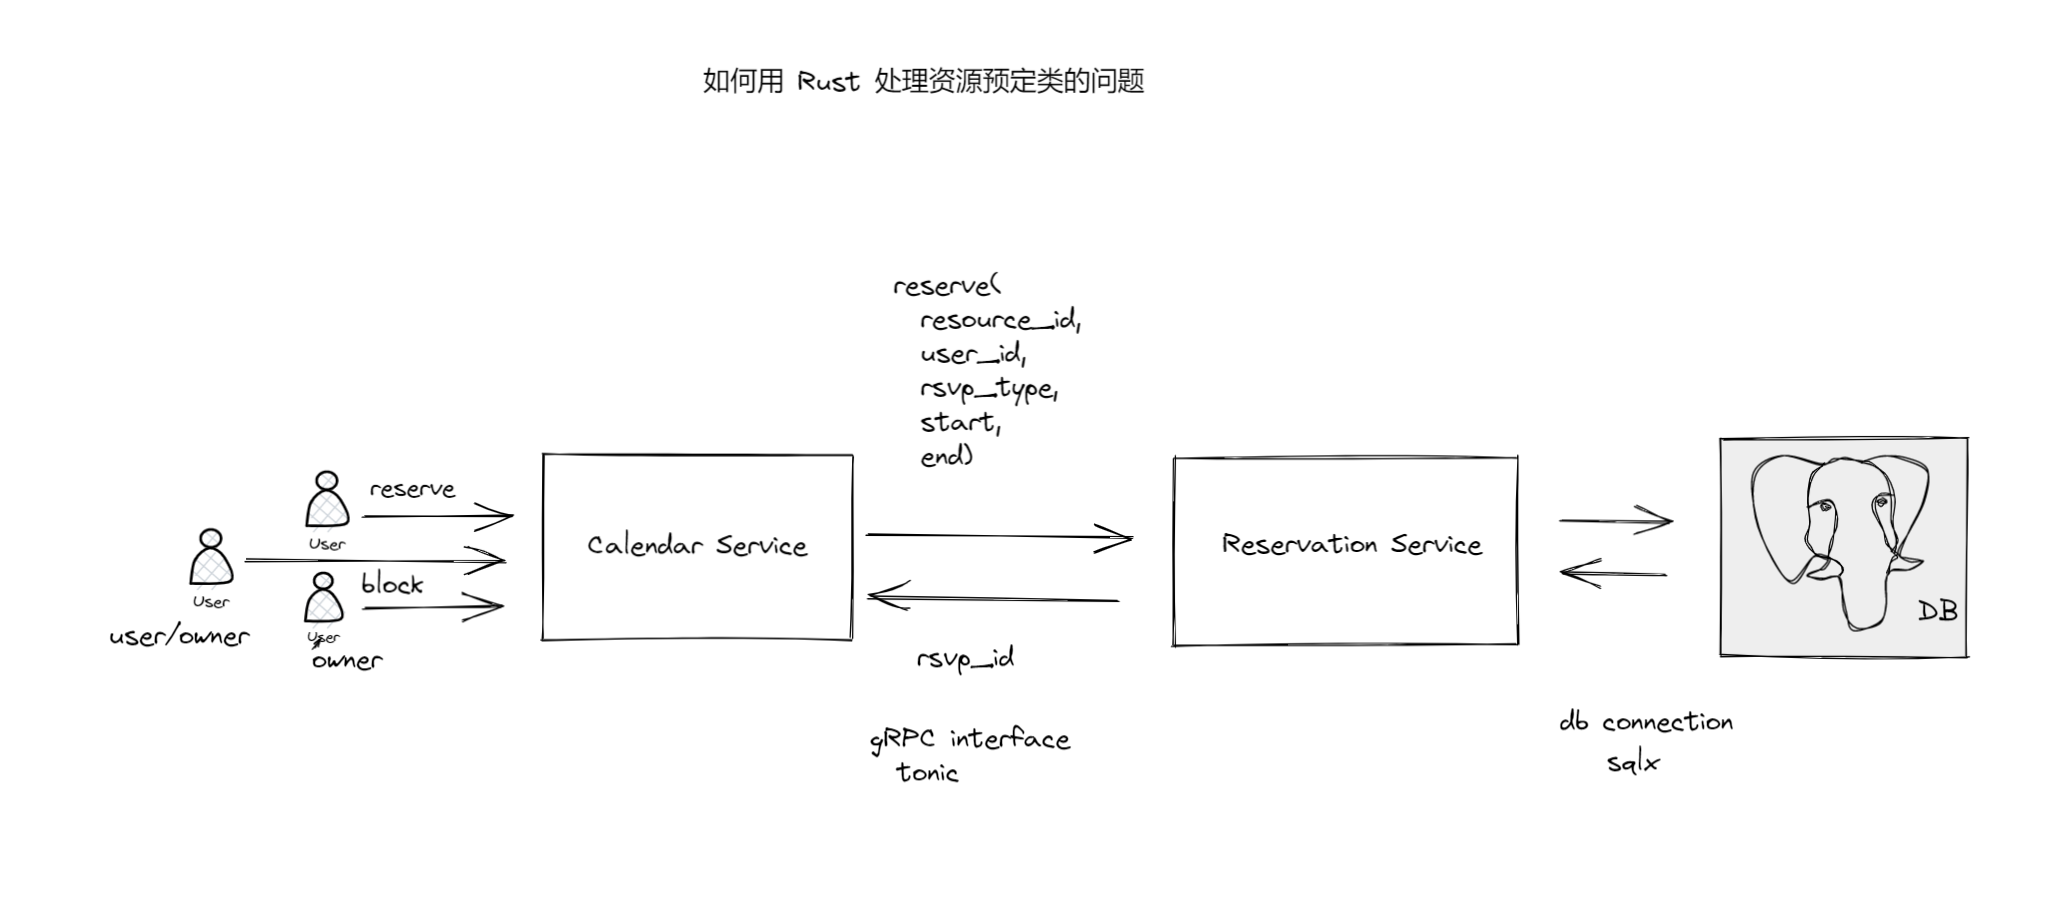 如何用 Rust 处理资源预定类的问题
reserve(
resource_id,
user_id,
rsvp_type,
start,
end)
reserve
User
User
user/owner
block
User
owner
Calendar Service
rsvp_id
gRPC interface
tonic
Reservation Service
DB
db connection
sqlx